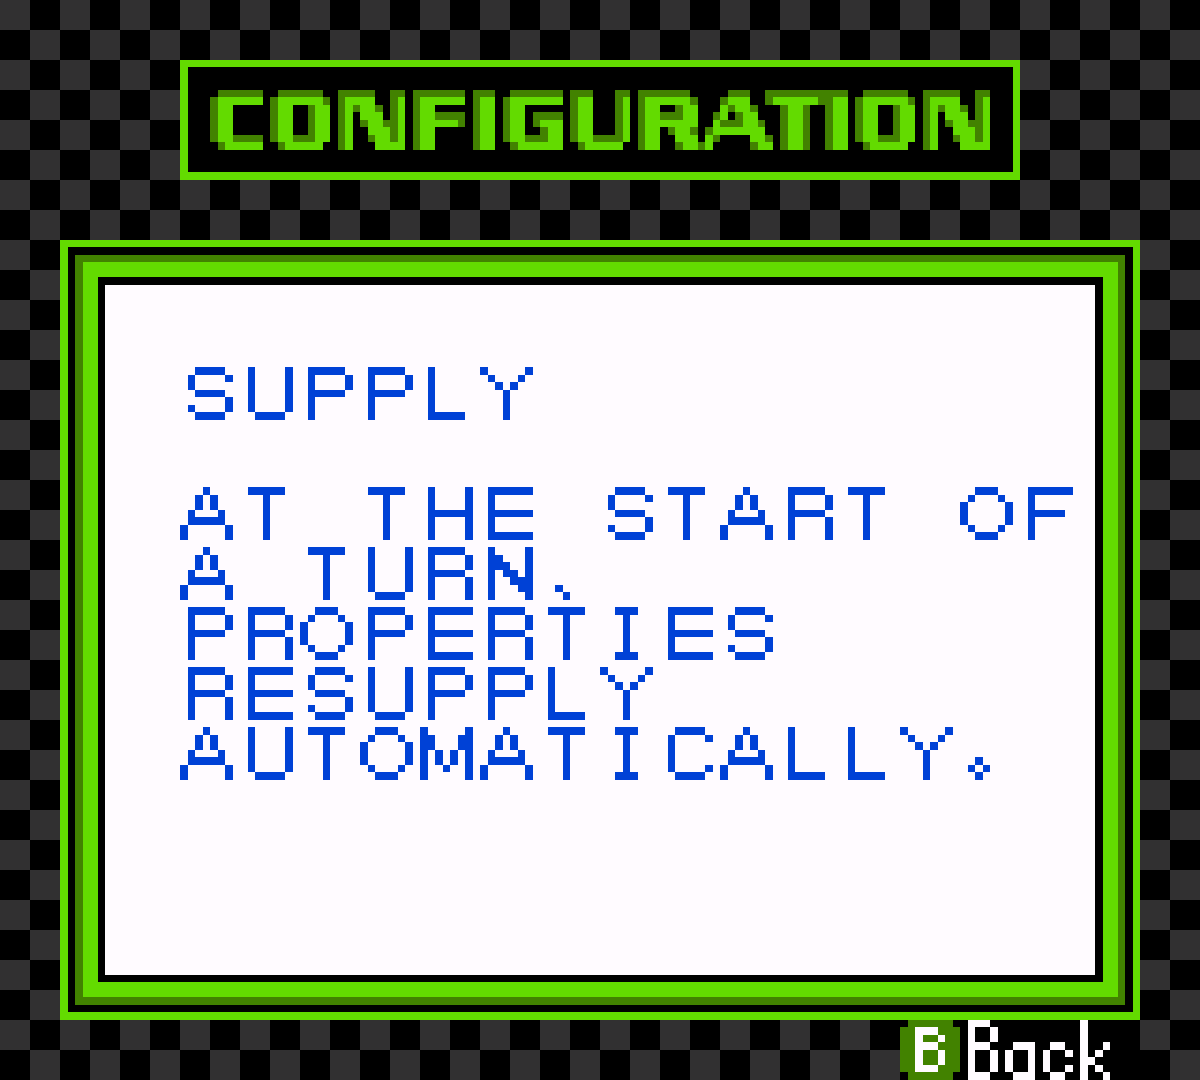 CONFIGURATION
SUPPLY
AT THE START OF
A TURN、
PROPERTIES
RESUPPLY
AUTOMATICALLY。
B Back